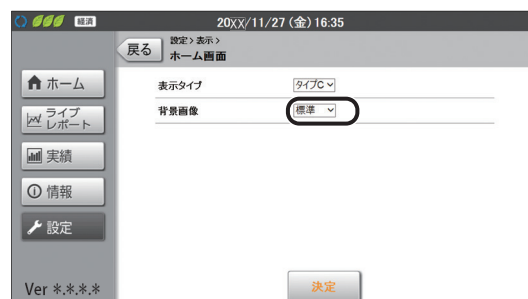 経済
20XX/11/27 (金) 16:35
戻る
設定 > 表示 >
ホーム画面
ホーム
ライブ
レポート
実績
情報
設定
Ver *.*.*.*
表示タイプ
タイプC
背景画像
標準
決定